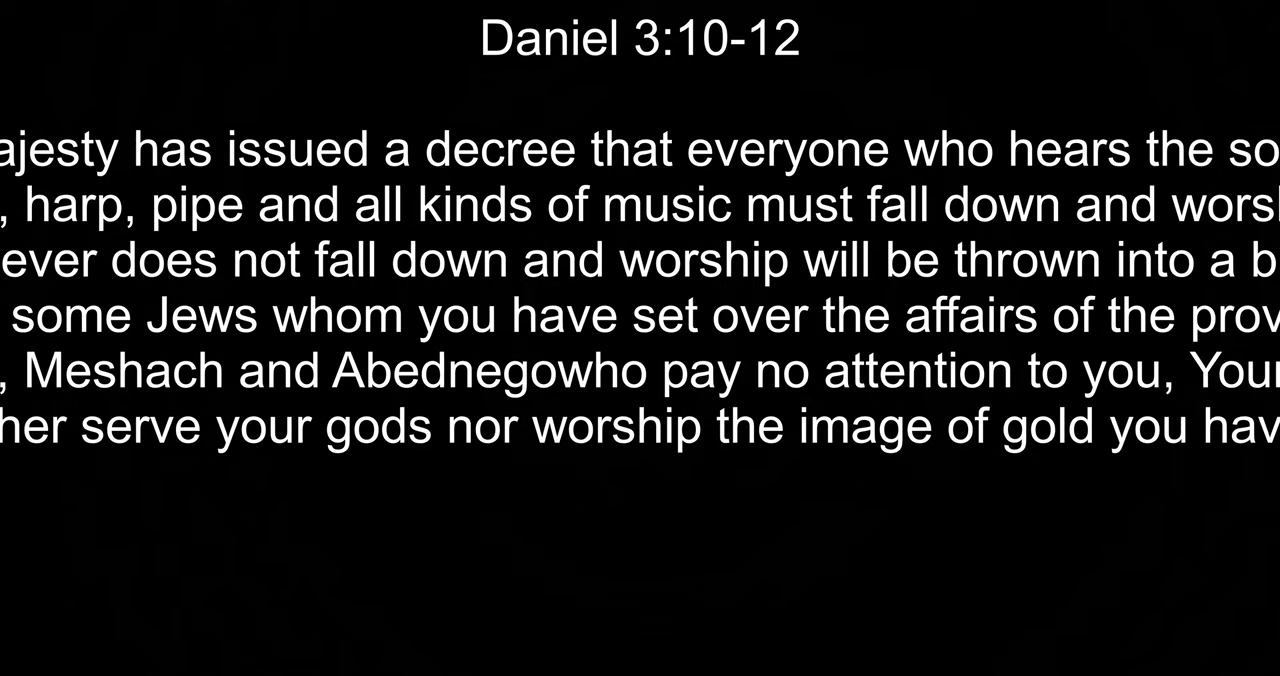 Daniel 3:10-12
ajesty has issued a decree that everyone who hears the so
, harp, pipe and all kinds of music must fall down and wors
ever does not fall down and worship will be thrown into a b
some Jews whom you have set over the affairs of the prov
, Meshach and Abednegowho pay no attention to you, Your
her serve your gods nor worship the image of gold you hav